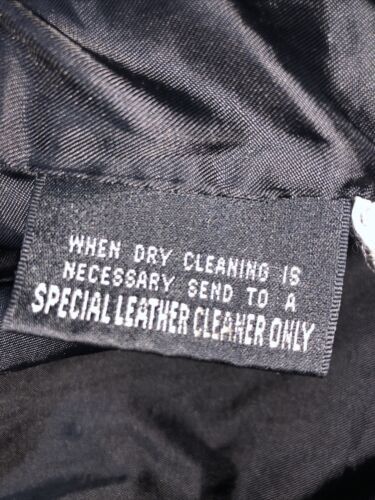 WHEN DRY CLEANING IS
NECESSARY SEND TO A
SPECIAL LEATHER CLEANER ONLY